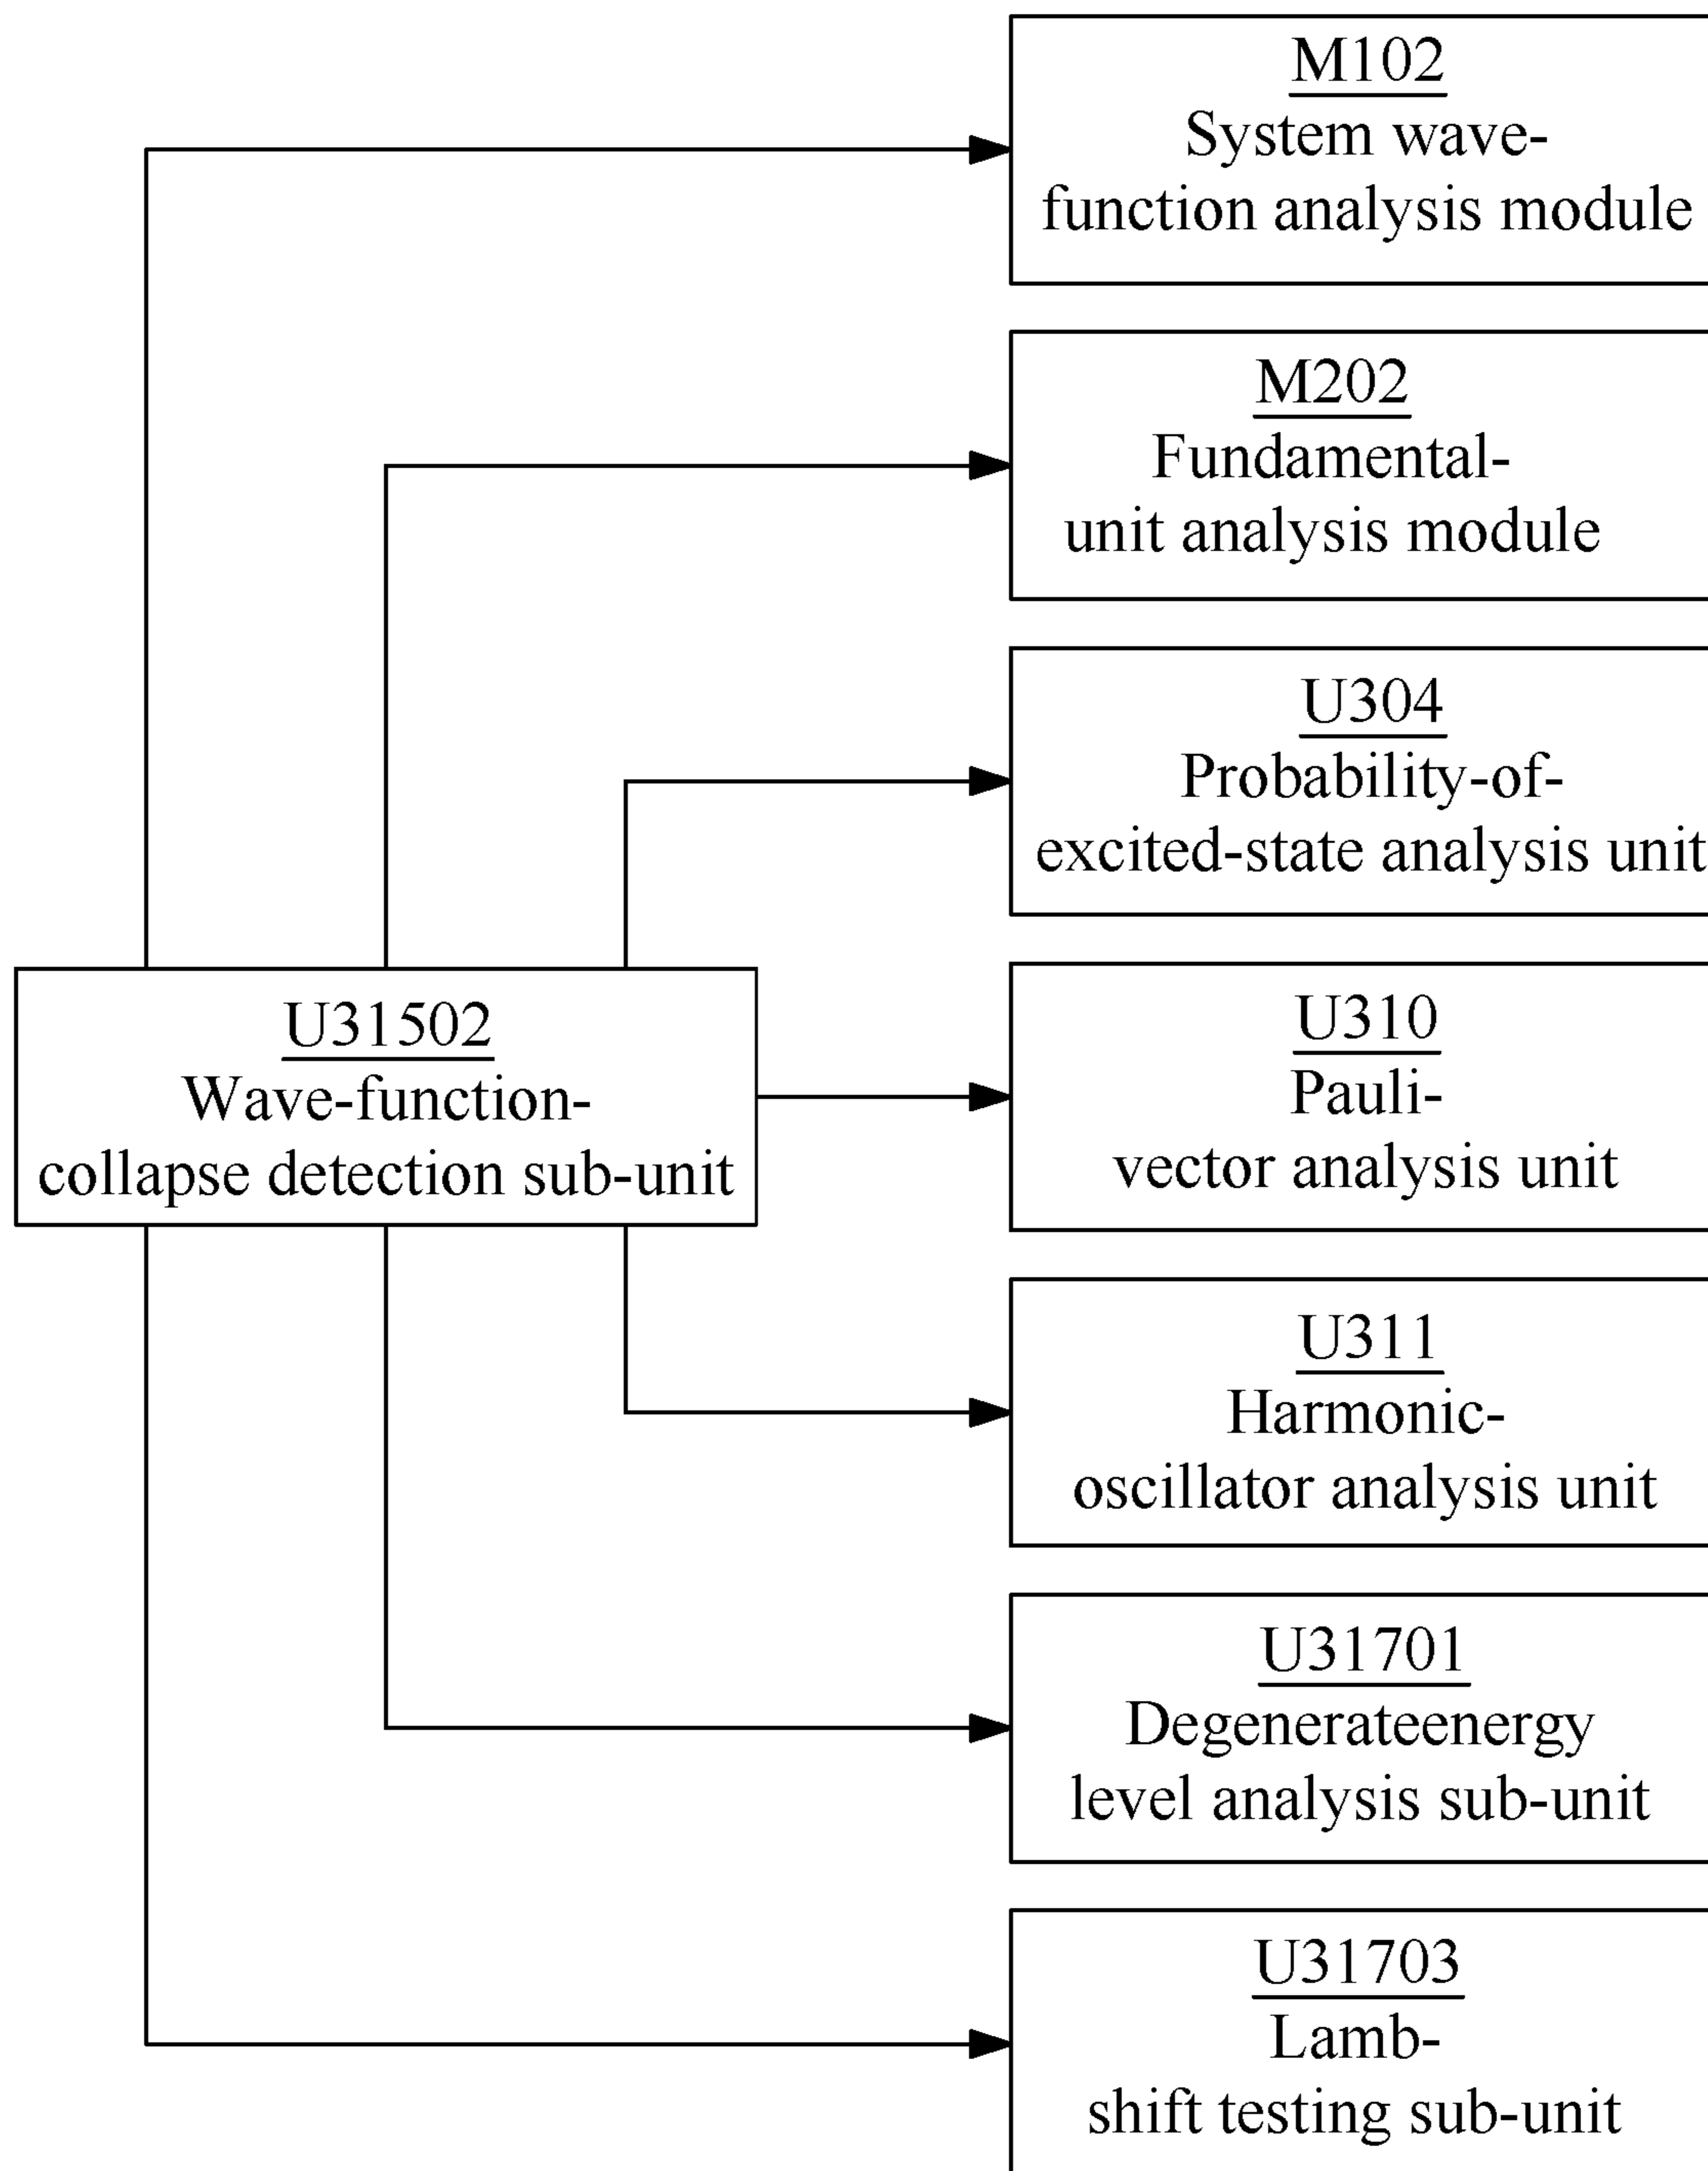 M102
System wave-
function analysis module
M202
Fundamental-
unit analysis module
U304
Probability-of-
excited-state analysis unit
U31502
Wave-function-
collapse detection sub-unit
U310
Pauli-
vector analysis unit
U311
Harmonic-
oscillator analysis unit
U31701
Degenerateenergy
level analysis sub-unit
U31703
Lamb-
shift testing sub-unit